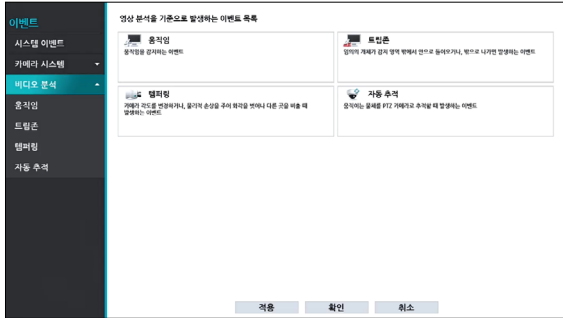 이벤트
시스템 이벤트
카메라 시스템
비디오 분석
움직임
트립존
템퍼링
자동 추적
영상 분석을 기준으로 발생하는 이벤트 목록
움직임
움직임을 감지하는 이벤트
트립존
임의의 개체가 감지 영역 밖에서 안으로 들어오거나, 밖으로 나가면 발생하는 이벤트
템퍼링
카메라 각도를 변경하거나, 물리적 손상을 주어 화각을 벗어나 다른 곳을 비출 때
발생하는 이벤트
자동 추적
움직이는 물체를 PTZ 카메라로 추적할 때 발생하는 이벤트
적용
확인
취소